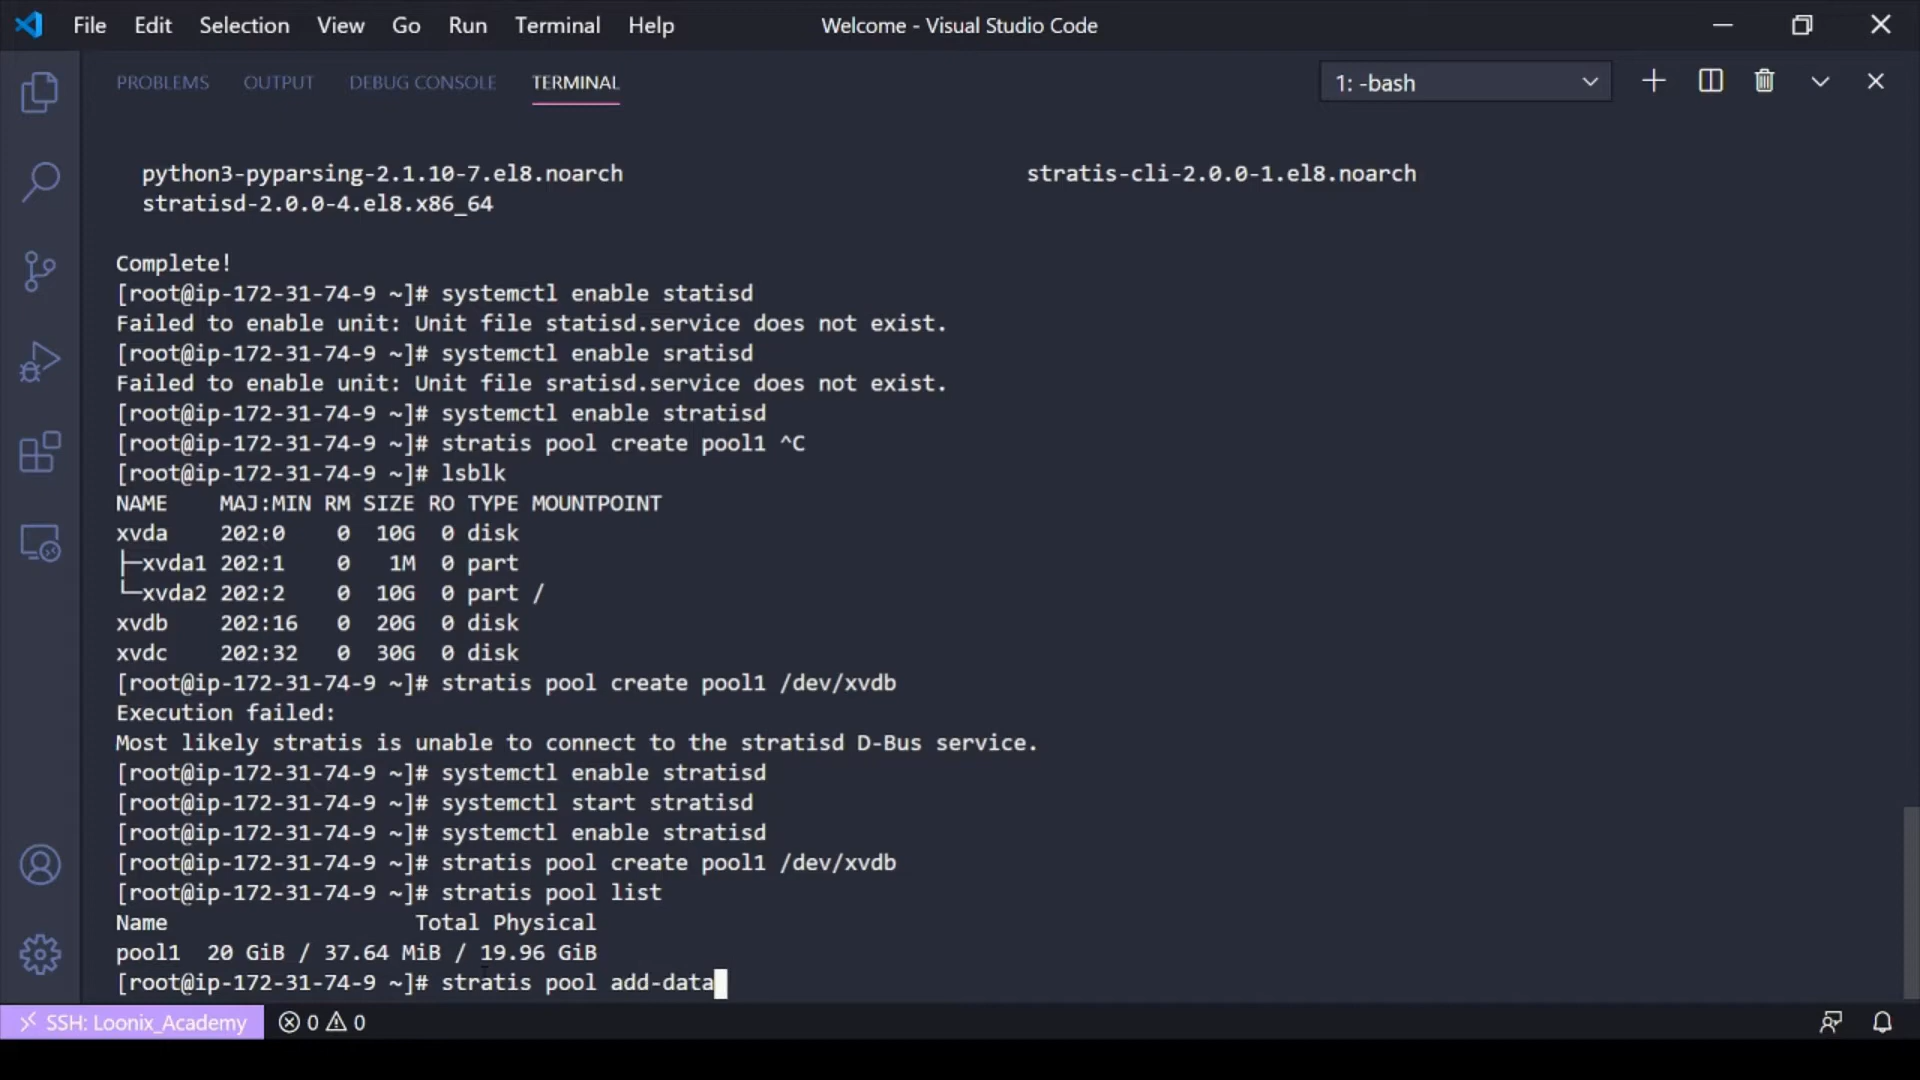 File Edit Selection View Go Run Terminal Help Welcome - Visual Studio Code
PROBLEMS OUTPUT DEBUG CONSOLE TERMINAL 1: -bash
python3-pyparsing-2.1.10-7.el8.noarch stratis-cli-2.0.0-1.el8.noarch
stratisd-2.0.0-4.el8.x86_64
Complete!
[root@ip-172-31-74-9 ~]# systemctl enable statisd
Failed to enable unit: Unit file statisd.service does not exist.
[root@ip-172-31-74-9 ~]# systemctl enable sratisd
Failed to enable unit: Unit file sratisd.service does not exist.
[root@ip-172-31-74-9 ~]# systemctl enable stratisd
[root@ip-172-31-74-9 ~]# stratis pool create pool1 ^C
[root@ip-172-31-74-9 ~]# lsblk
NAME MAJ:MIN RM SIZE RO TYPE MOUNTPOINT
xvda 202:0 0 10G 0 disk
├─xvda1 202:1 0 1M 0 part
└─xvda2 202:2 0 10G 0 part /
xvdb 202:16 0 20G 0 disk
xvdc 202:32 0 30G 0 disk
[root@ip-172-31-74-9 ~]# stratis pool create pool1 /dev/xvdb
Execution failed:
Most likely stratis is unable to connect to the stratisd D-Bus service.
[root@ip-172-31-74-9 ~]# systemctl enable stratisd
[root@ip-172-31-74-9 ~]# systemctl start stratisd
[root@ip-172-31-74-9 ~]# systemctl enable stratisd
[root@ip-172-31-74-9 ~]# stratis pool create pool1 /dev/xvdb
[root@ip-172-31-74-9 ~]# stratis pool list
Name Total Physical
pool1 20 GiB / 37.64 MiB / 19.96 GiB
[root@ip-172-31-74-9 ~]# stratis pool add-data
SSH: Loonix_Academy 0 0